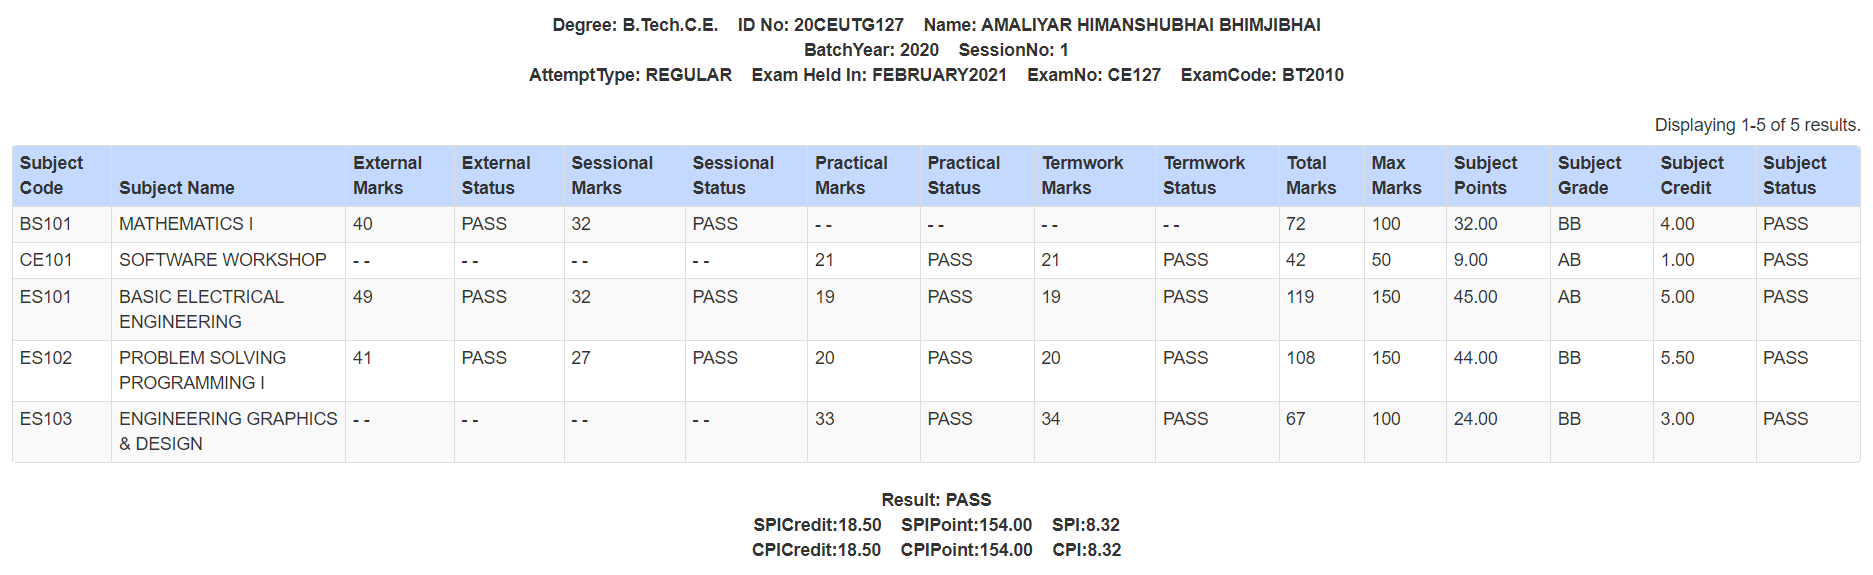 Degree: B.Tech.C.E. ID No: 20CEUTG127 Name: AMALIYAR HIMANSHUBHAI BHIMJIBHAI
BatchYear: 2020 SessionNo: 1
AttemptType: REGULAR Exam Held In: FEBRUARY2021 ExamNo: CE127 ExamCode: BT2010
Displaying 1-5 of 5 results.
Subject Code Subject Name External Marks External Status Sessional Marks Sessional Status Practical Marks Practical Status Termwork Marks Termwork Status Total Marks Max Marks Subject Points Subject Grade Subject Credit Subject Status
BS101 MATHEMATICS I 40 PASS 32 PASS - - - - - - - - 72 100 32.00 BB 4.00 PASS
CE101 SOFTWARE WORKSHOP - - - - - - - - 21 PASS 21 PASS 42 50 9.00 AB 1.00 PASS
ES101 BASIC ELECTRICAL ENGINEERING 49 PASS 32 PASS 19 PASS 19 PASS 119 150 45.00 AB 5.00 PASS
ES102 PROBLEM SOLVING PROGRAMMING I 41 PASS 27 PASS 20 PASS 20 PASS 108 150 44.00 BB 5.50 PASS
ES103 ENGINEERING GRAPHICS & DESIGN - - - - - - - - 33 PASS 34 PASS 67 100 24.00 BB 3.00 PASS
Result: PASS
SPICredit:18.50 SPIPoint:154.00 SPI:8.32
CPICredit:18.50 CPIPoint:154.00 CPI:8.32